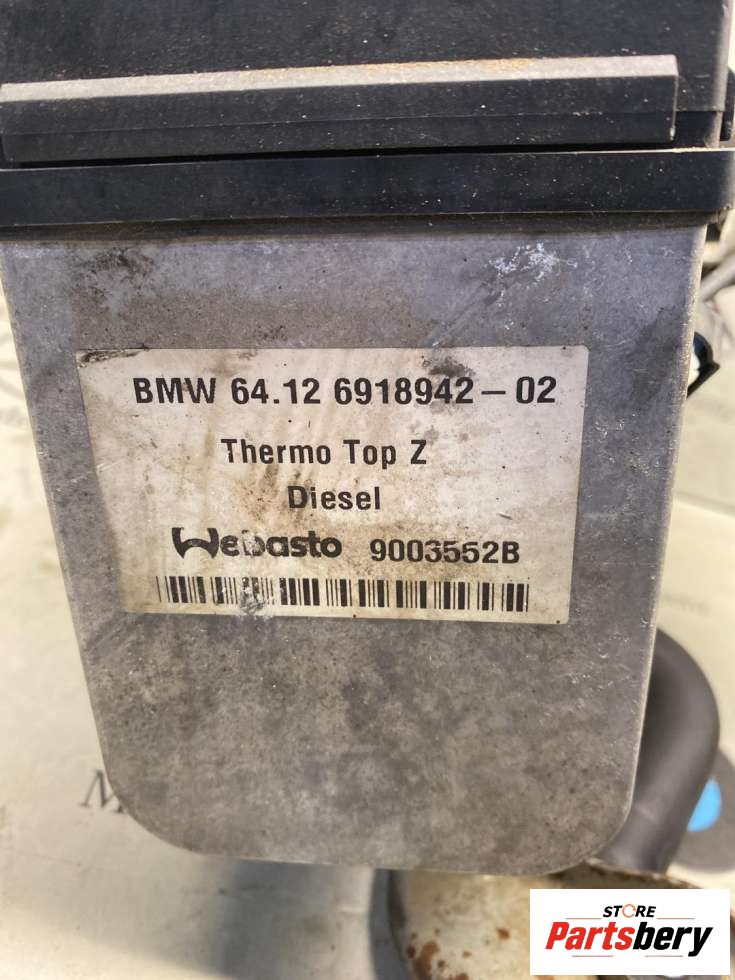 BMW 64.12 6918942-02
Thermo Top Z
Diesel
Webasto 9003552B
STORE
Partsbery